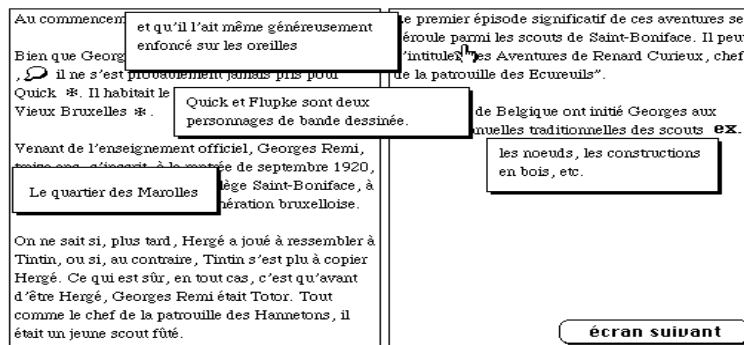 Au commencem
et qu'il l'ait même généreusement
enfoncé sur les oreilles
Bien que Georg
, il ne s'est probablement jamais pris pour
Quick ✻. Il habitait le
Vieux Bruxelles ✻.
Quick et Flupke sont deux
personnages de bande dessinée.
Venant de l'enseignement officiel, Georges Remi,
treize ans, s'inscrit, à la rentrée de septembre 1920,
lège Saint-Boniface, à
nération bruxelloise.
Le quartier des Marolles
On ne sait si, plus tard, Hergé a joué à ressembler à
Tintin, ou si, au contraire, Tintin s'est plu à copier
Hergé. Ce qui est sûr, en tout cas, c'est qu'avant
d'être Hergé, Georges Remi était Totor. Tout
comme le chef de la patrouille des Hannetons, il
était un jeune scout fûté.
Le premier épisode significatif de ces aventures se
déroule parmi les scouts de Saint-Boniface. Il peut
s'intituler "Les Aventures de Renard Curieux, chef
de la patrouille des Ecureuils".
de Belgique ont initié Georges aux
nuelles traditionnelles des scouts ex.
les noeuds, les constructions
en bois, etc.
écran suivant